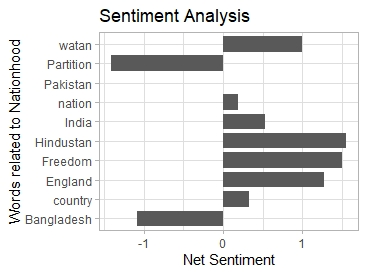 Sentiment Analysis
Words related to Nationhood
watan
Partition
Pakistan
nation
India
Hindustan
Freedom
England
country
Bangladesh
-1 0 1
Net Sentiment